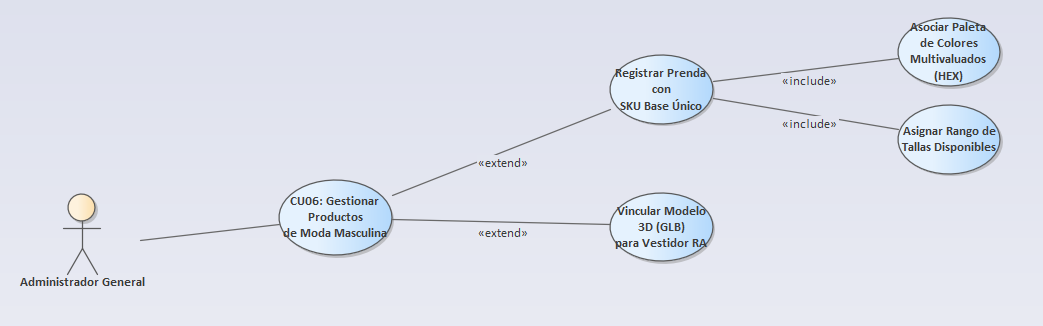 Asociar Paleta
de Colores
Multivaluados
(HEX)
Registrar Prenda
con
SKU Base Único
«include»
«include»
Asignar Rango de
Tallas Disponibles
«extend»
CU06: Gestionar
Productos
de Moda Masculina
Vincular Modelo
3D (GLB)
para Vestidor RA
«extend»
Administrador General